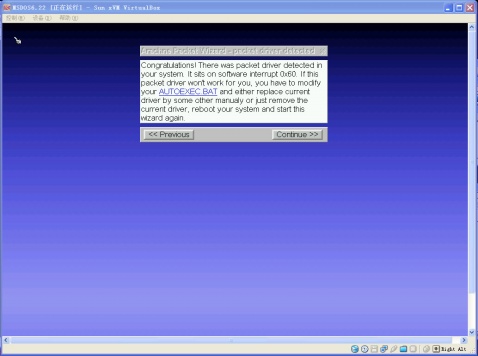 MSDOS6.22 [正在运行] - Sun xVM VirtualBox
控制(M) 设备(D) 帮助(H)
Arachne Packet Wizard - packet driver detected
Congratulations! There was packet driver detected in
your system. It sits on software interrupt 0x60. If this
packet driver won't work for you, you have to modify
your AUTOEXEC.BAT and either replace current
driver by some other manualy or just remove the
current driver, reboot your system and start this
wizard again.
<< Previous Continue >>
Right Alt